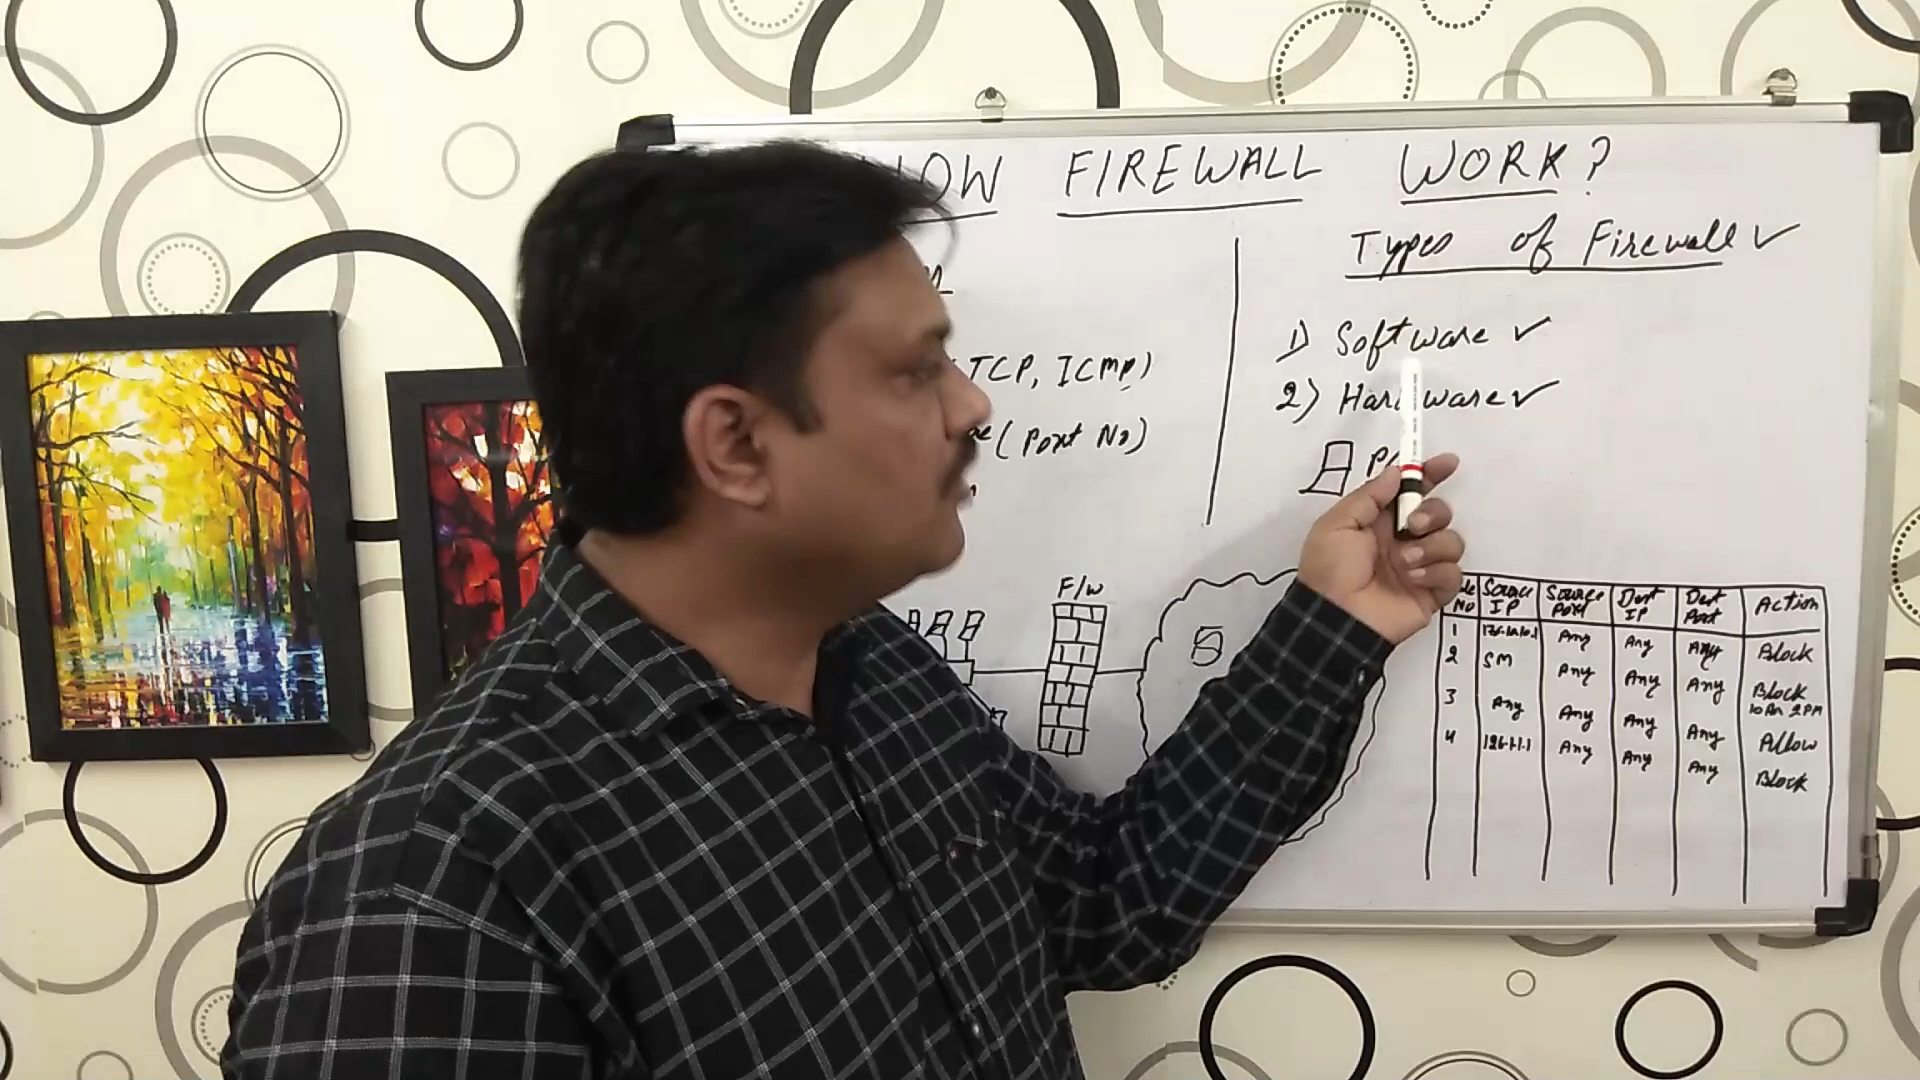 HOW FIREWALL WORK?
Types of Firewall
1) Software
2) Hardware
TCP, ICMP)
(Port No)
F/W
No Source IP Source Port Dest IP Dest Port Action
1 Any Any Any Block
2 SM Any Any Any Block 10 Am 2PM
3 Any Any Any Any Allow
4 126.1.1.1 Any Any Any Block